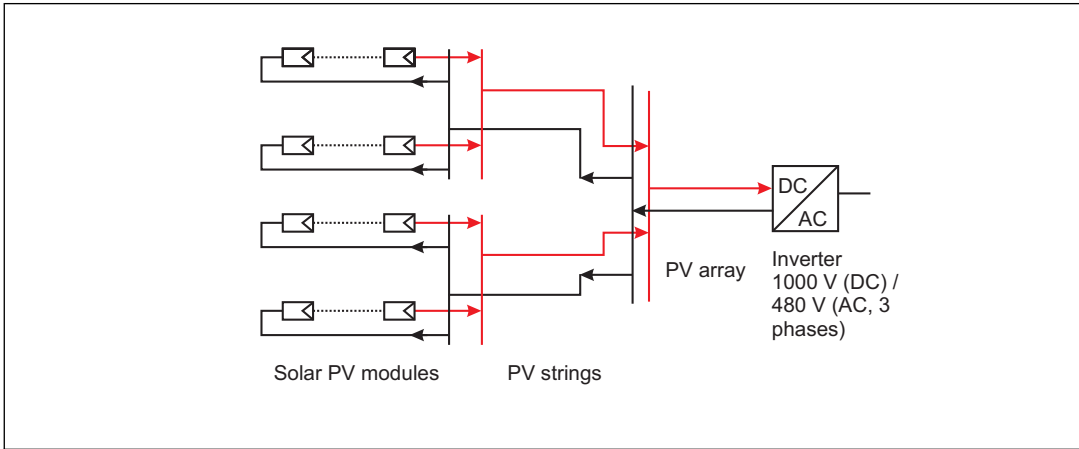 DC
AC
PV array
Inverter
1000 V (DC) /
480 V (AC, 3
phases)
Solar PV modules
PV strings